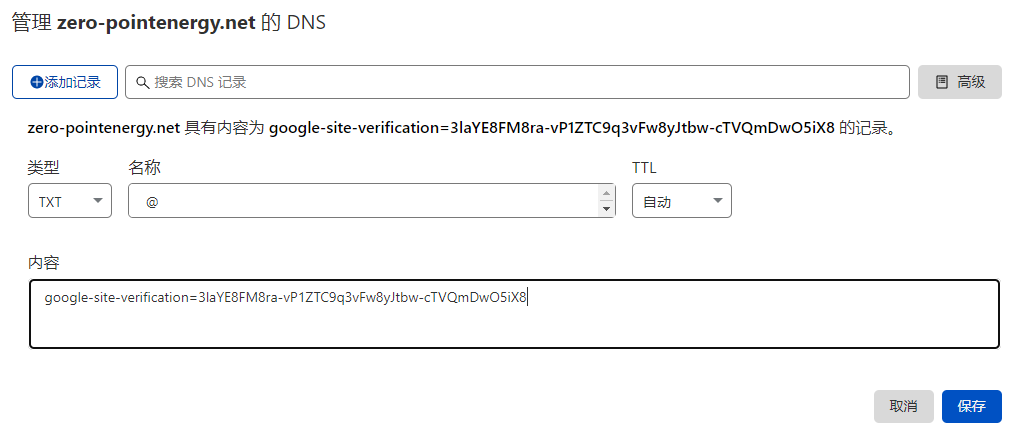 管理 zero-pointenergy.net 的 DNS
添加记录
搜索 DNS 记录
高级
zero-pointenergy.net 具有内容为 google-site-verification=3laYE8FM8ra-vP1ZTC9q3vFw8yJtbw-cTVQmDwO5iX8 的记录。
类型
名称
TTL
TXT
@
自动
内容
google-site-verification=3laYE8FM8ra-vP1ZTC9q3vFw8yJtbw-cTVQmDwO5iX8
取消
保存